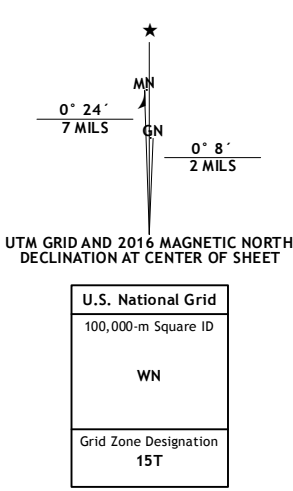 MN
0° 24´
7 MILS
GN
0° 8´
2 MILS
UTM GRID AND 2016 MAGNETIC NORTH
DECLINATION AT CENTER OF SHEET
U.S. National Grid
100,000-m Square ID
WN
Grid Zone Designation
15T